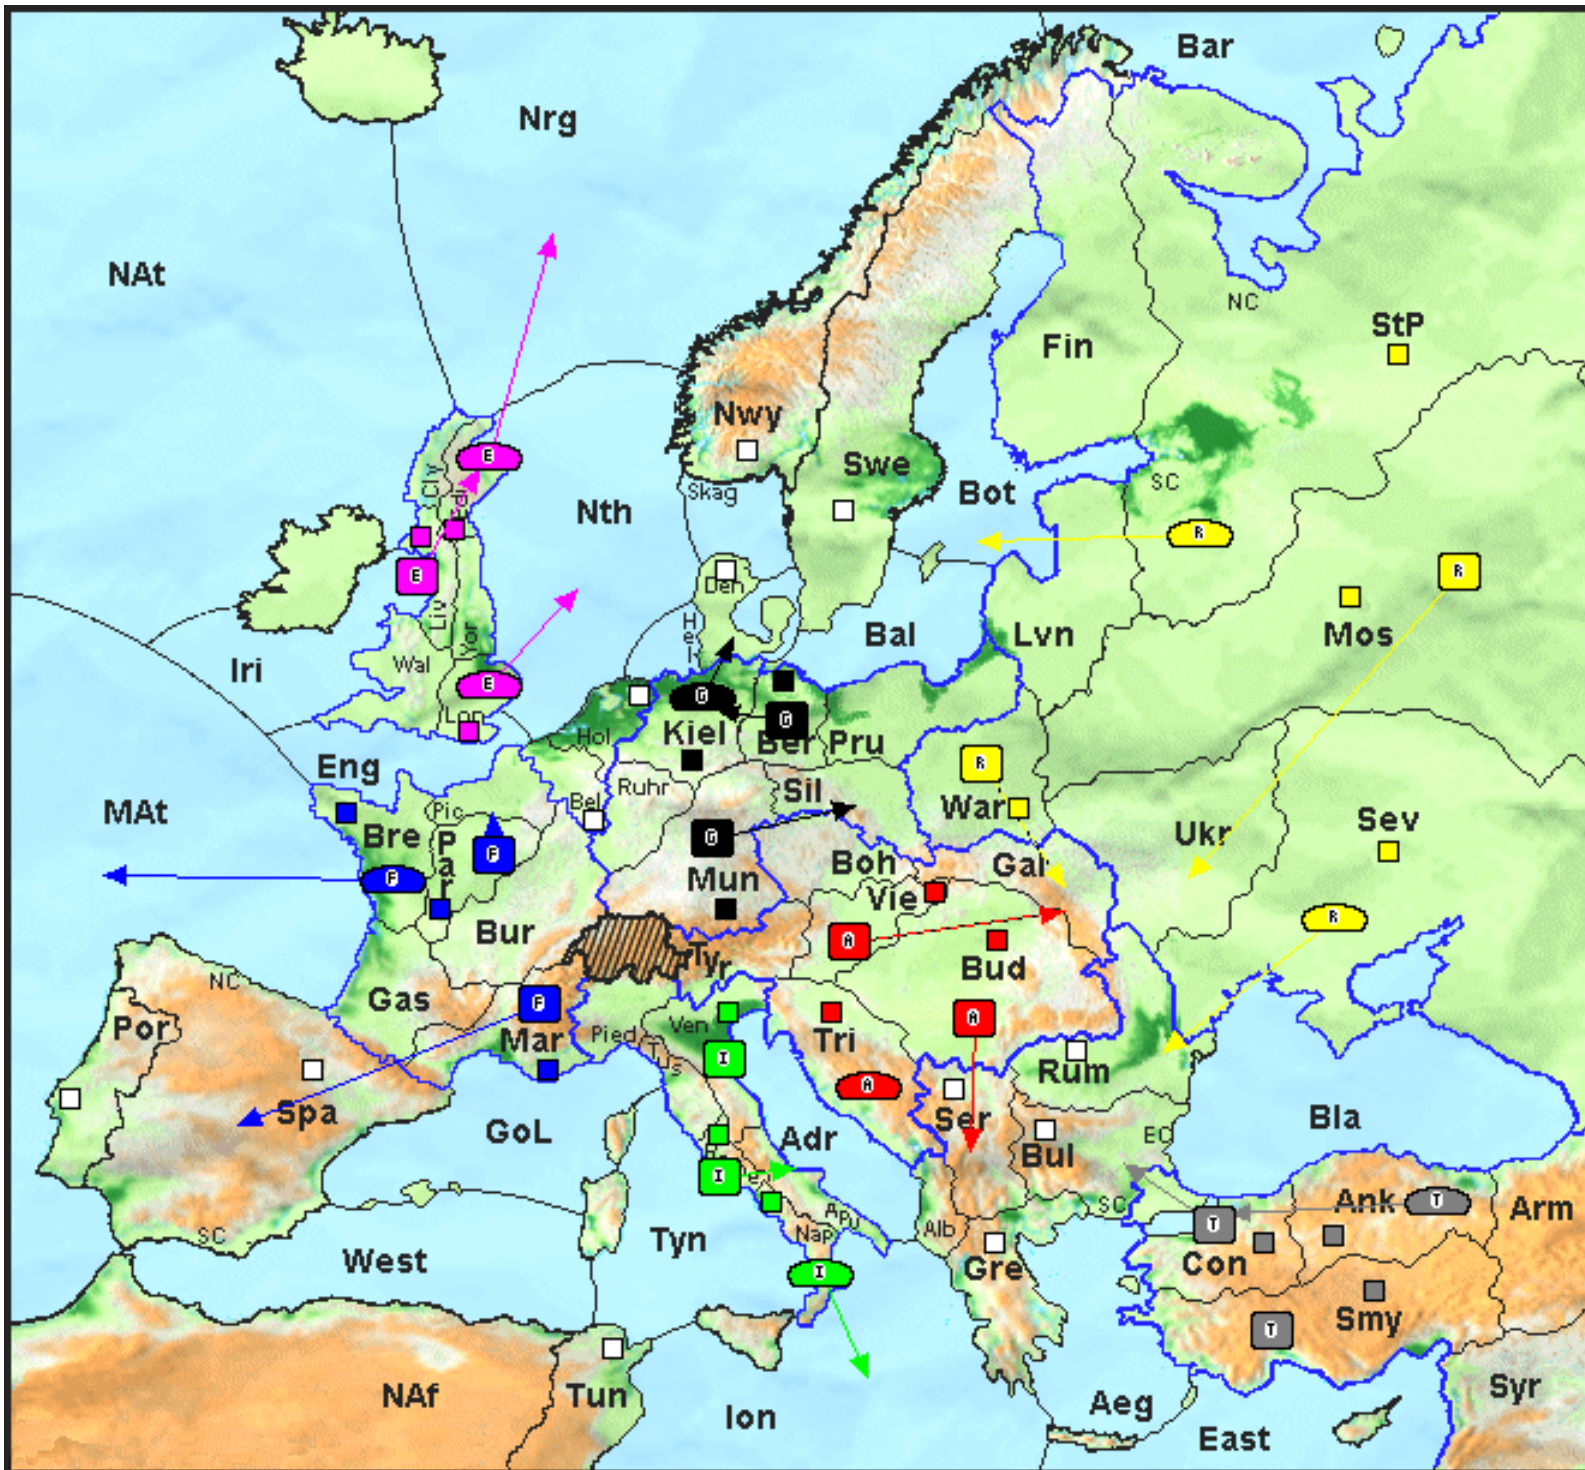 Bar
Nrg
NAt
NC
StP
Fin
Nwy
Swe
SC
Bot
Skag
Nth
Cly
Edi
E
R
R
E
Den
Hel
Liv
Yor
Mos
Bal
Lvn
Iri
Wal
E
G
Lon
G
Hol
Kiel
Ber
Pru
Eng
R
Ruhr
Sil
War
MAt
Pic
Bel
Bre
Par
F
G
Boh
Gal
Ukr
Sev
F
Mun
Vie
R
Bur
A
Bud
Tyr
NC
Gas
F
A
Por
Mar
Pied
Ven
Tri
Tus
I
Rum
A
Spa
Ser
GoL
Adr
Bul
EC
Bla
I
Apu
SC
Ank
T
Arm
SC
Tyn
Nap
Alb
T
West
I
Gre
Con
T
Smy
NAf
Tun
Ion
Aeg
East
Syr